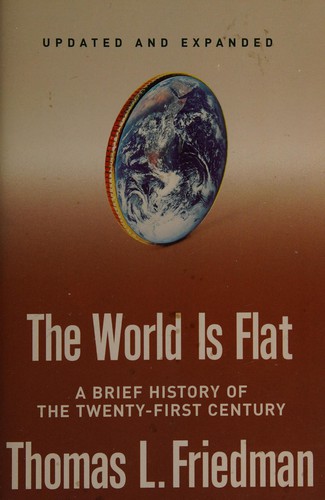 UPDATED AND EXPANDED
The World Is Flat
A BRIEF HISTORY OF
THE TWENTY-FIRST CENTURY
Thomas L. Friedman